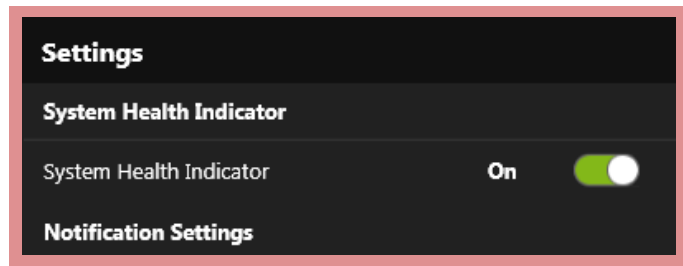 Settings
System Health Indicator
System Health Indicator On
Notification Settings